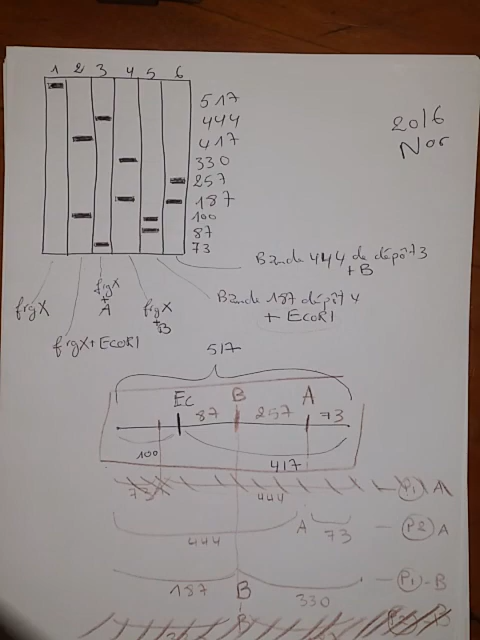 1 2 3 4 5 6
517
444
417
330
257
187
100
87
73
2016
Nor
Bande 444 de dépôt 3
+ B
Bande 187 dépôt 4
+ EcoRI
frgX
frgX + EcoRI
frgX
+
A
frgX
+
B
517
Ec B A
87 257 73
100
417
444 P1 A
444 A 73 P2 A
187 B 330 P1 - B
B